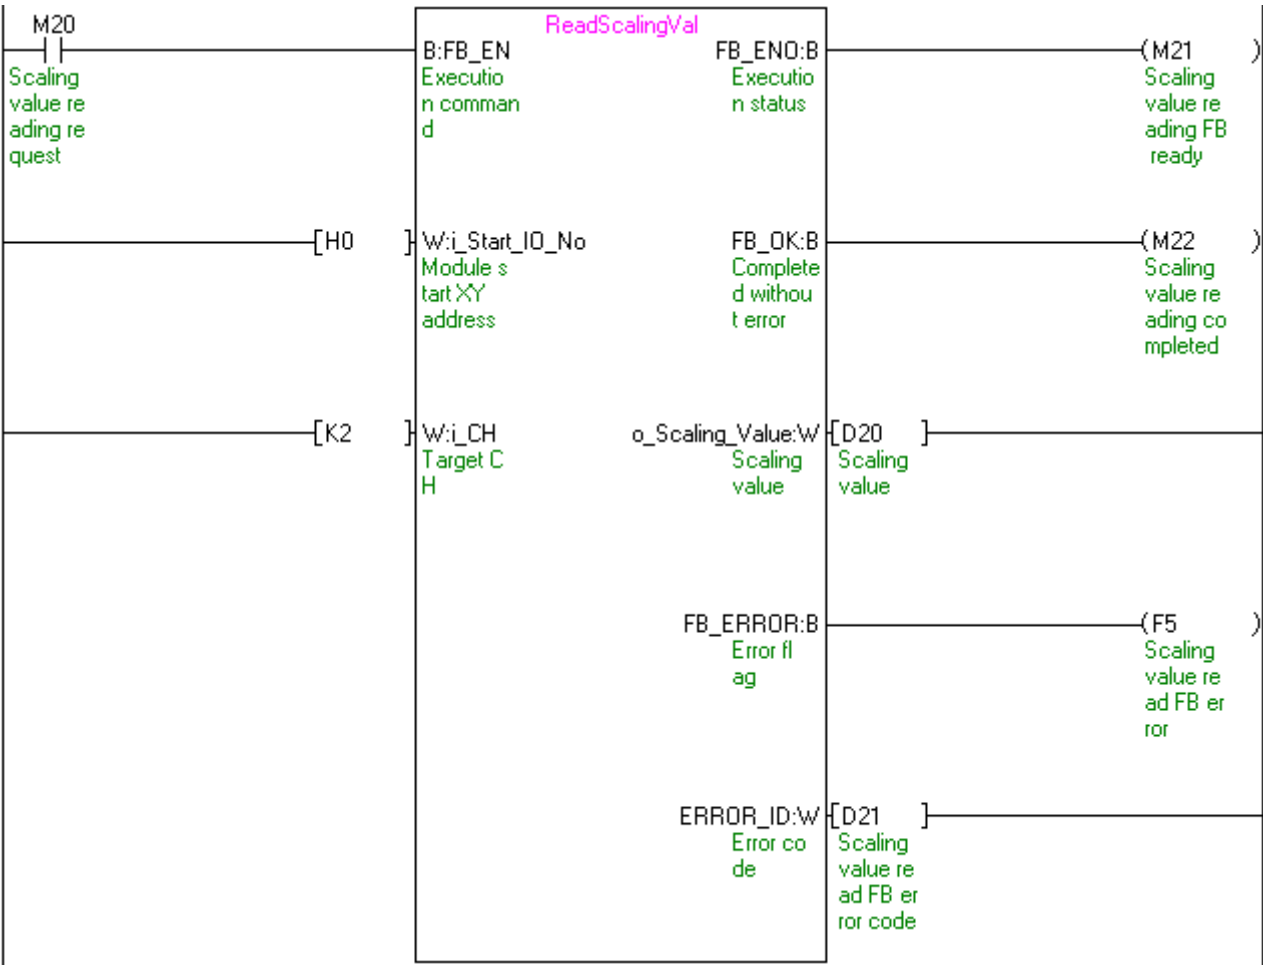 M20
ReadScalingVal
B:FB_EN
FB_ENO:B
(M21 )
Scaling
value re
ading re
quest
Executio
n comman
d
Executio
n status
Scaling
value re
ading FB
ready
[H0 ]
W:i_Start_IO_No
FB_OK:B
(M22 )
Module s
tart XY
address
Complete
d withou
t error
Scaling
value re
ading co
mpleted
[K2 ]
W:i_CH
o_Scaling_Value:W
[D20 ]
Target C
H
Scaling
value
Scaling
value
FB_ERROR:B
(F5 )
Error fl
ag
Scaling
value re
ad FB er
ror
ERROR_ID:W
[D21 ]
Error co
de
Scaling
value re
ad FB er
ror code